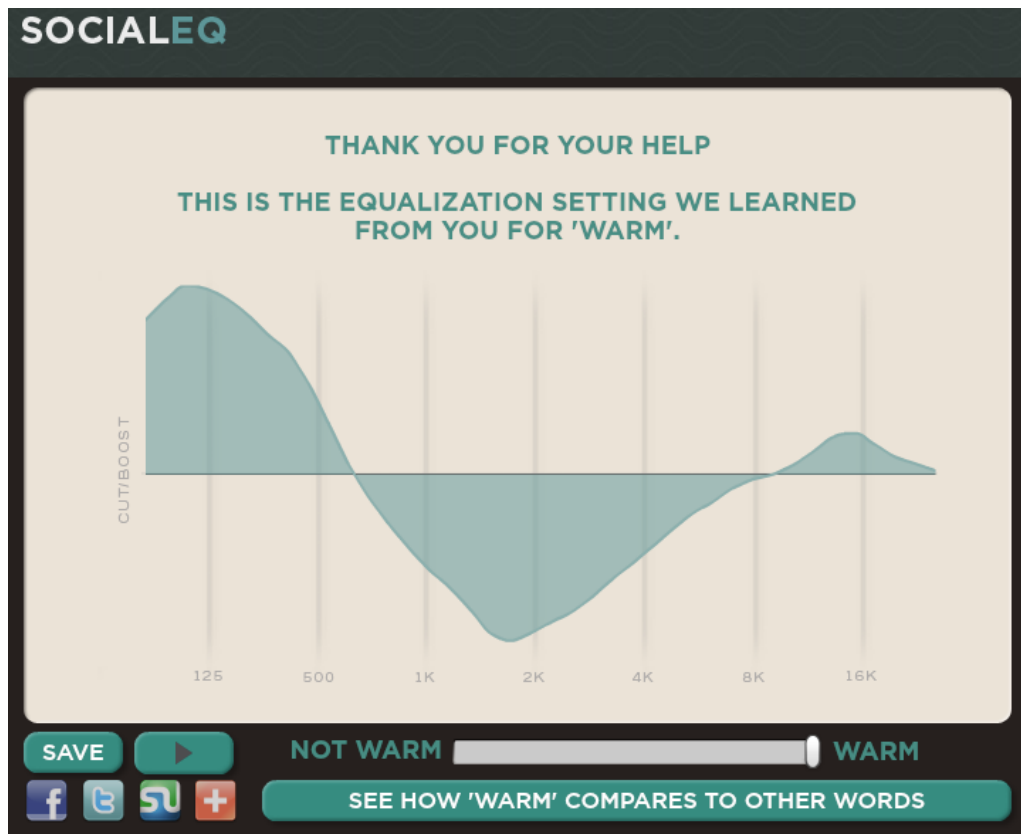 SOCIALEQ
THANK YOU FOR YOUR HELP
THIS IS THE EQUALIZATION SETTING WE LEARNED
FROM YOU FOR 'WARM'.
CUT/BOOST
125 500 1K 2K 4K 8K 16K
SAVE
NOT WARM WARM
SEE HOW 'WARM' COMPARES TO OTHER WORDS